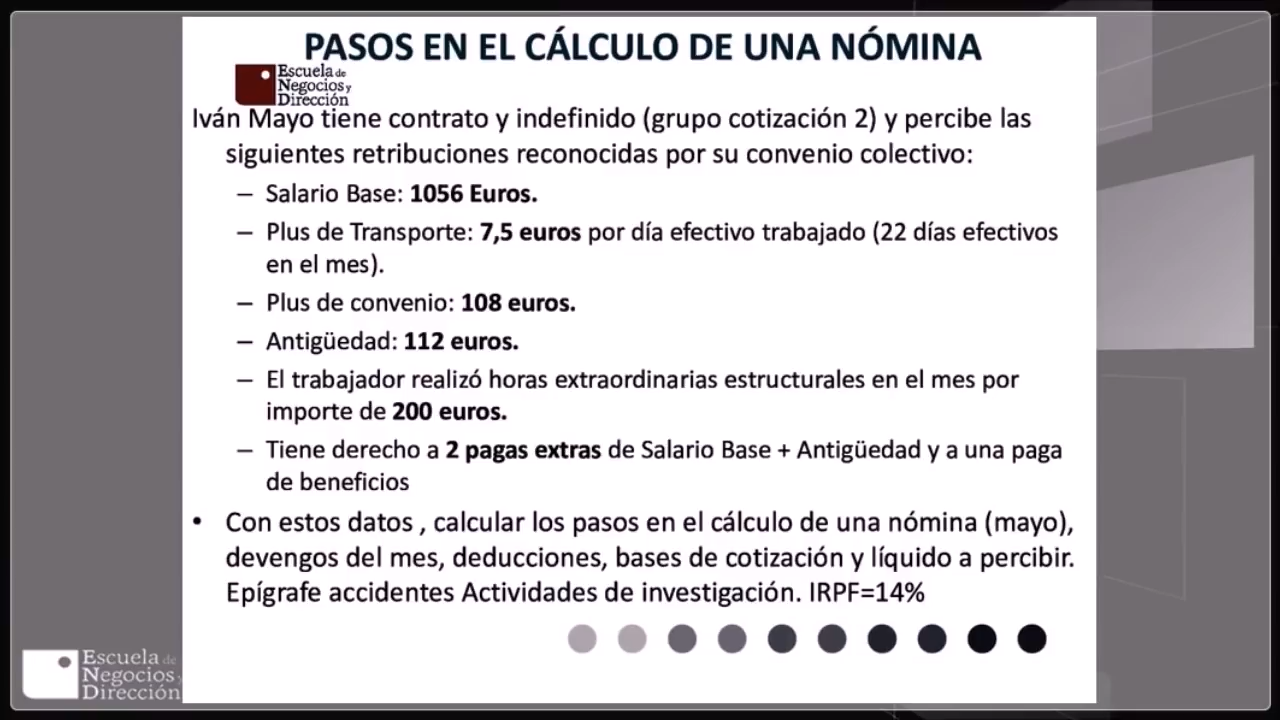 PASOS EN EL CÁLCULO DE UNA NÓMINA
Escuela de
Negocios y
Dirección
Iván Mayo tiene contrato y indefinido (grupo cotización 2) y percibe las
siguientes retribuciones reconocidas por su convenio colectivo:
– Salario Base: 1056 Euros.
– Plus de Transporte: 7,5 euros por día efectivo trabajado (22 días efectivos
en el mes).
– Plus de convenio: 108 euros.
– Antigüedad: 112 euros.
– El trabajador realizó horas extraordinarias estructurales en el mes por
importe de 200 euros.
– Tiene derecho a 2 pagas extras de Salario Base + Antigüedad y a una paga
de beneficios
• Con estos datos , calcular los pasos en el cálculo de una nómina (mayo),
devengos del mes, deducciones, bases de cotización y líquido a percibir.
Epígrafe accidentes Actividades de investigación. IRPF=14%
Escuela de
Negocios y
Dirección